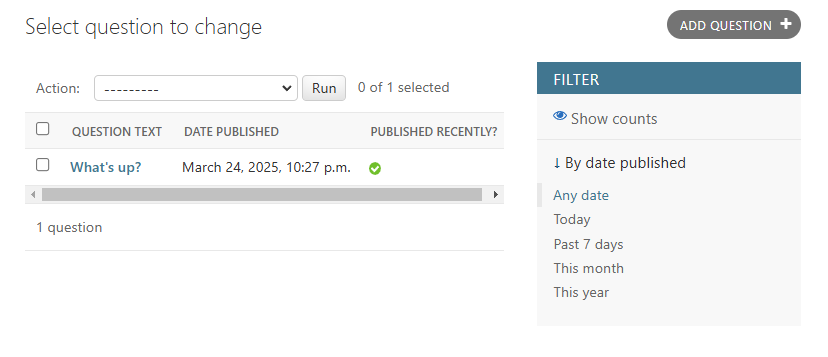 Select question to change
ADD QUESTION +
Action: --------- Run 0 of 1 selected
QUESTION TEXT DATE PUBLISHED PUBLISHED RECENTLY?
What's up? March 24, 2025, 10:27 p.m.
1 question
FILTER
Show counts
↓ By date published
Any date
Today
Past 7 days
This month
This year